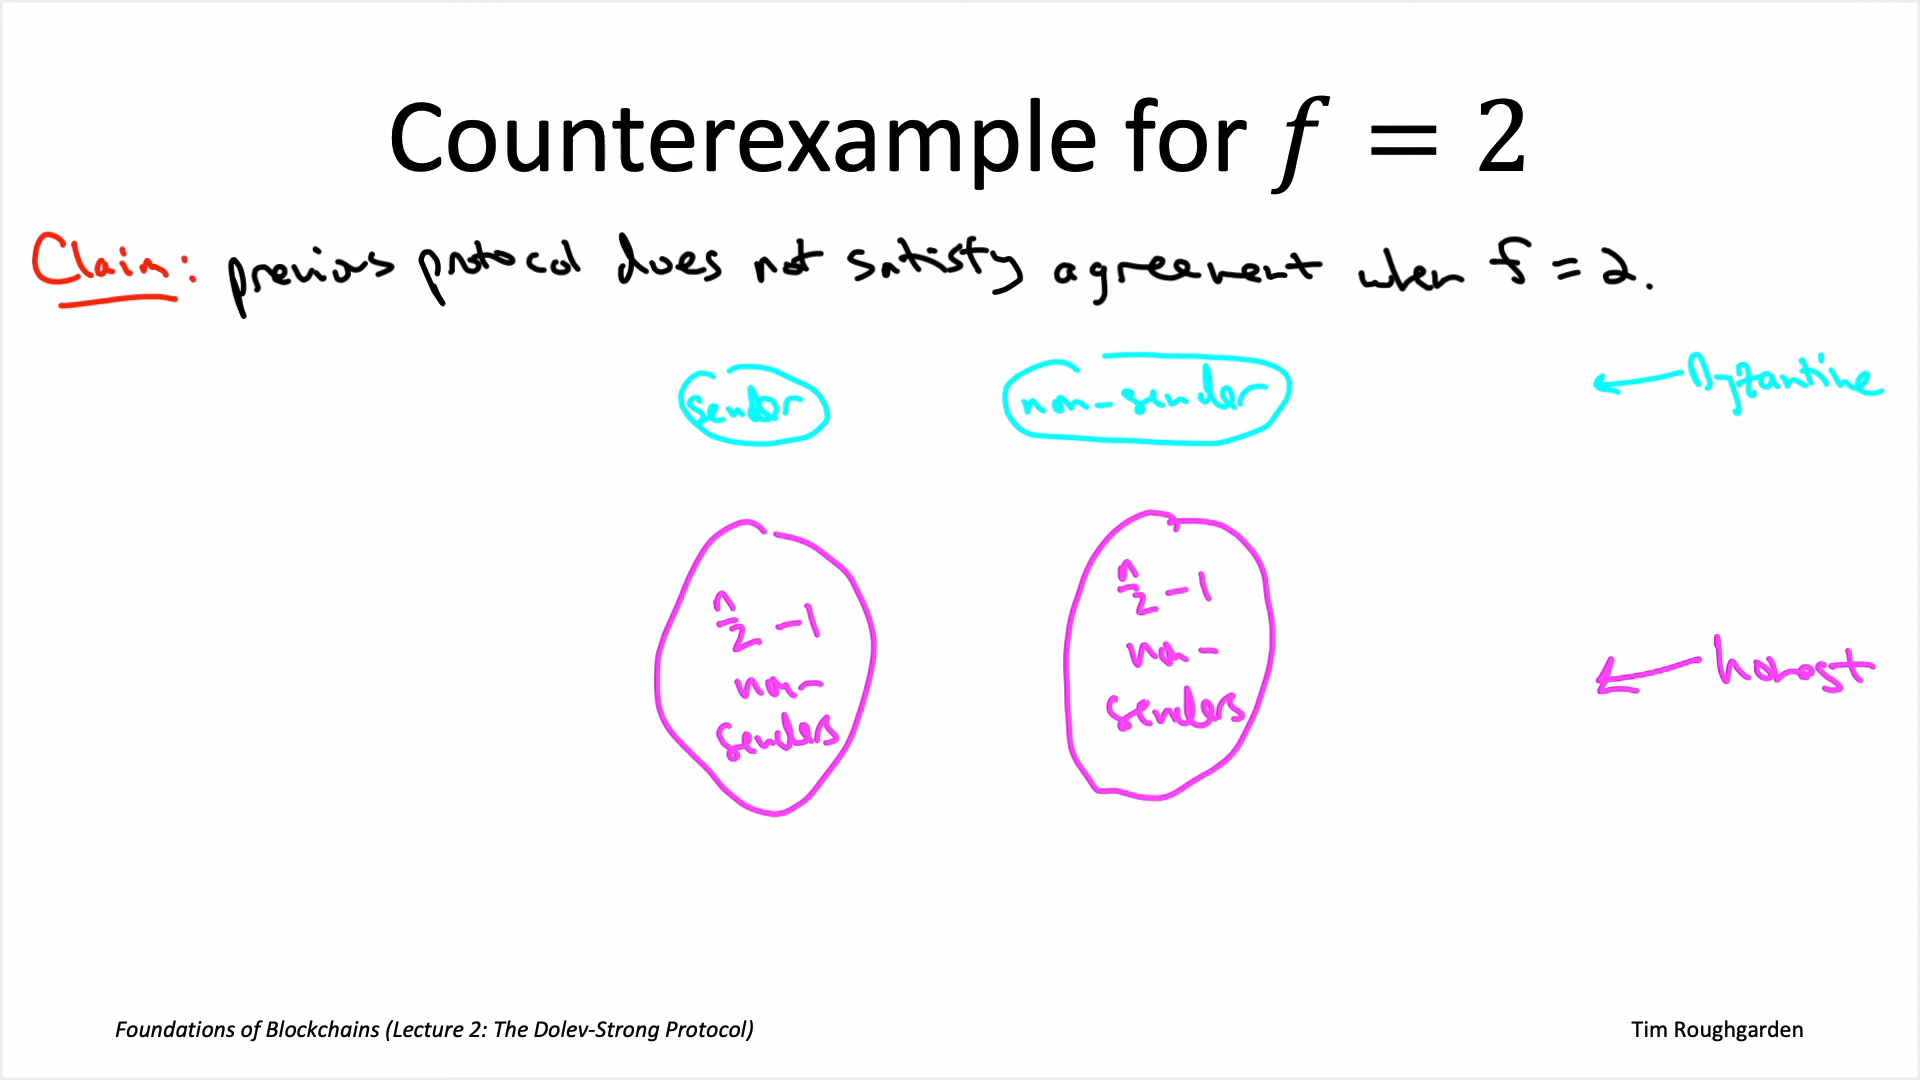 Counterexample for f = 2
Claim: previous protocol does not satisfy agreement when f = 2.
sender
non-sender
← Byzantine
n/2 - 1
non-
senders
n/2 - 1
non-
senders
← honest
Foundations of Blockchains (Lecture 2: The Dolev-Strong Protocol)
Tim Roughgarden